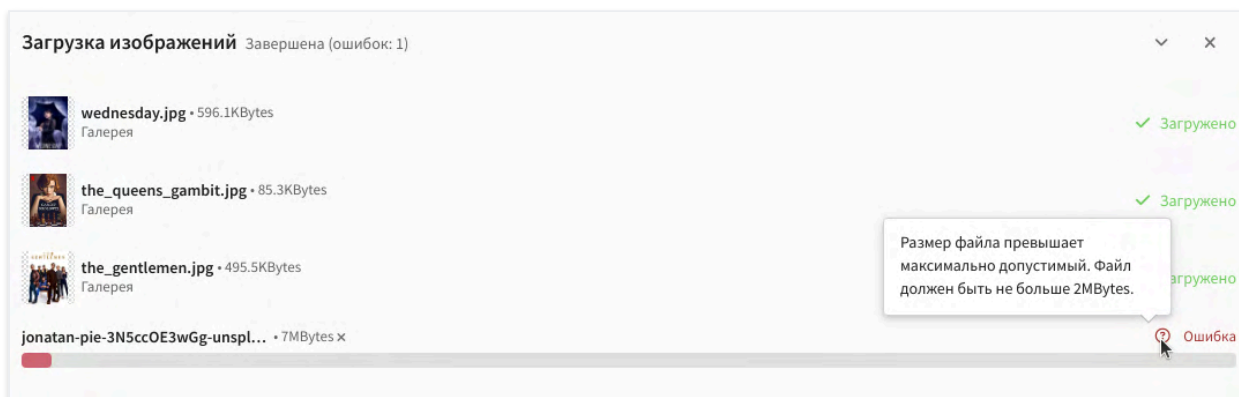 Загрузка изображений Завершена (ошибок: 1)
wednesday.jpg • 596.1KBytes
Галерея
Загружено
the_queens_gambit.jpg • 85.3KBytes
Галерея
Загружено
the_gentlemen.jpg • 495.5KBytes
Галерея
Размер файла превышает
максимально допустимый. Файл
должен быть не больше 2MBytes.
jonatan-pie-3N5ccOE3wGg-unspl... • 7MBytes ×
Ошибка